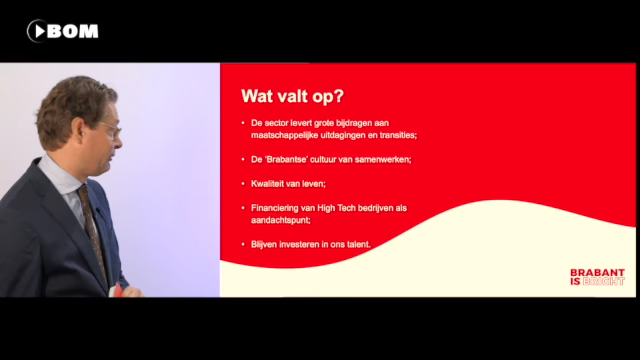 BOM
Wat valt op?
• De sector levert grote bijdragen aan
maatschappelijke uitdagingen en transities;
• De 'Brabantse' cultuur van samenwerken;
• Kwaliteit van leven;
• Financiering van High Tech bedrijven als
aandachtspunt;
• Blijven investeren in ons talent.
BRABANT
IS BRIGHT